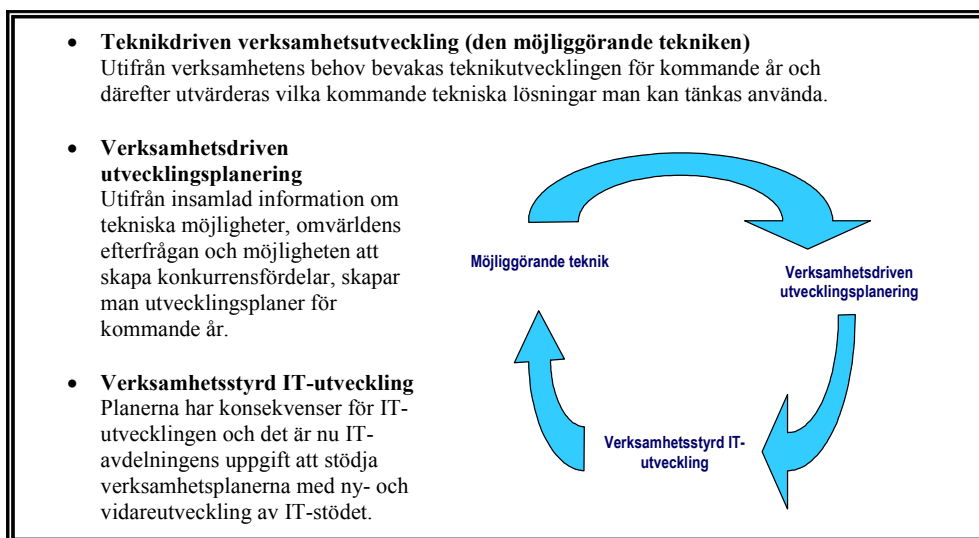 • Teknikdriven verksamhetsutveckling (den möjliggörande tekniken)
Utifrån verksamhetens behov bevakas teknikutvecklingen för kommande år och
därefter utvärderas vilka kommande tekniska lösningar man kan tänkas använda.
• Verksamhetsdriven
utvecklingsplanering
Utifrån insamlad information om
tekniska möjligheter, omvärldens
efterfrågan och möjligheten att
skapa konkurrensfördelar, skapar
man utvecklingsplaner för
kommande år.
• Verksamhetsstyrd IT-utveckling
Planerna har konsekvenser för IT-
utvecklingen och det är nu IT-
avdelningens uppgift att stödja
verksamhetsplanerna med ny- och
vidareutveckling av IT-stödet.
Möjliggörande teknik
Verksamhetsdriven
utvecklingsplanering
Verksamhetsstyrd IT-
utveckling